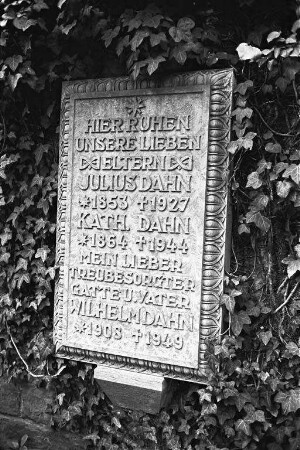 HIER RUHEN
UNSERE LIEBEN
ELTERN
JULIUS DAHN
*1853 †1927
KATH. DAHN
*1864 †1944
MEIN LIEBER
TREUBESORGTER
GATTE U. VATER
WILHELM DAHN
*1908 †1949